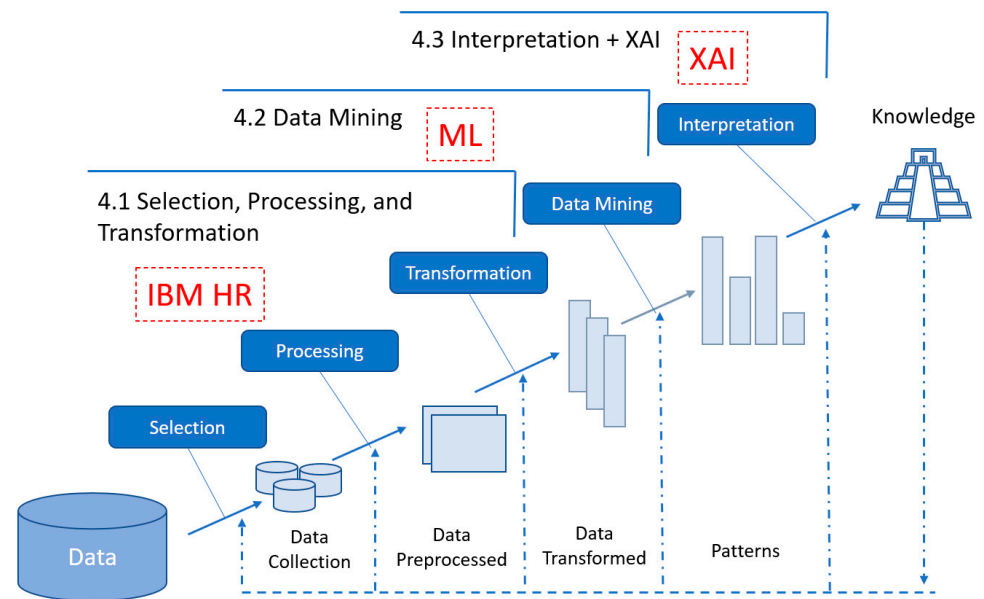 4.3 Interpretation + XAI
XAI
4.2 Data Mining
ML
Interpretation
Knowledge
4.1 Selection, Processing, and
Transformation
IBM HR
Data Mining
Transformation
Processing
Selection
Data
Data
Collection
Data
Preprocessed
Data
Transformed
Patterns